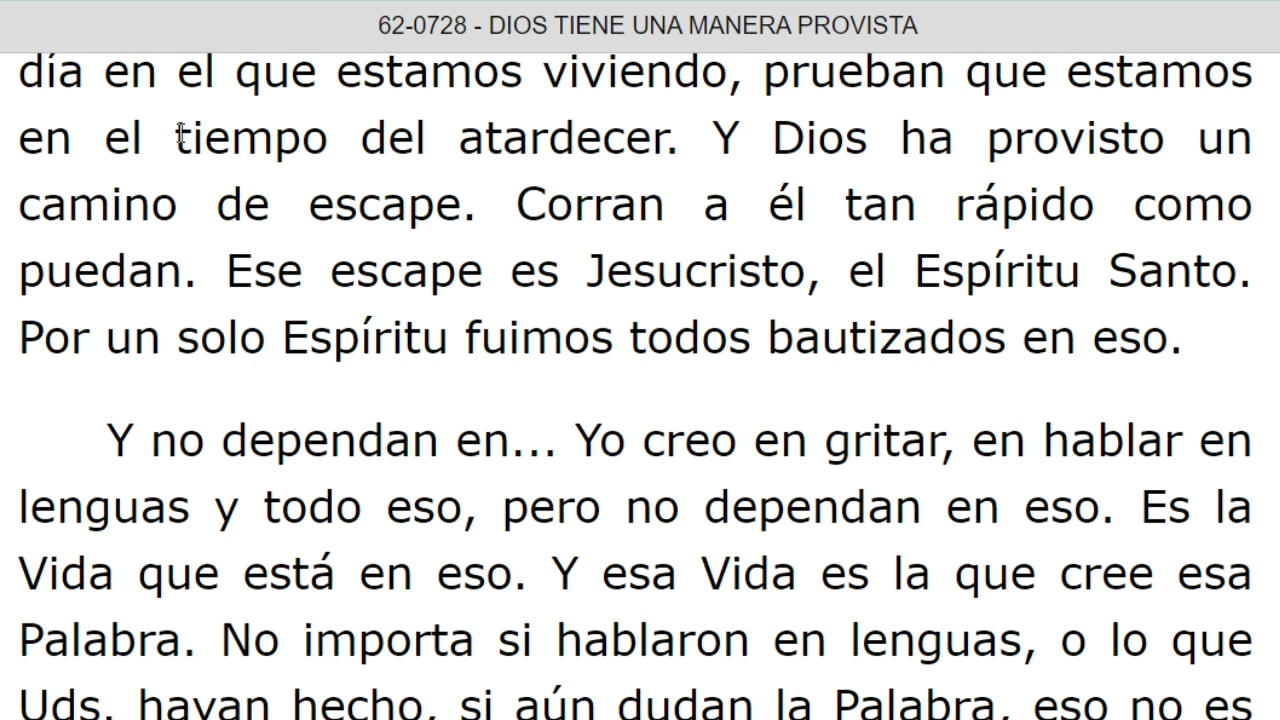 62-0728 - DIOS TIENE UNA MANERA PROVISTA
día en el que estamos viviendo, prueban que estamos
en el tiempo del atardecer. Y Dios ha provisto un
camino de escape. Corran a él tan rápido como
puedan. Ese escape es Jesucristo, el Espíritu Santo.
Por un solo Espíritu fuimos todos bautizados en eso.
Y no dependan en… Yo creo en gritar, en hablar en
lenguas y todo eso, pero no dependan en eso. Es la
Vida que está en eso. Y esa Vida es la que cree esa
Palabra. No importa si hablaron en lenguas, o lo que
Uds. hayan hecho, si aún dudan la Palabra, eso no es